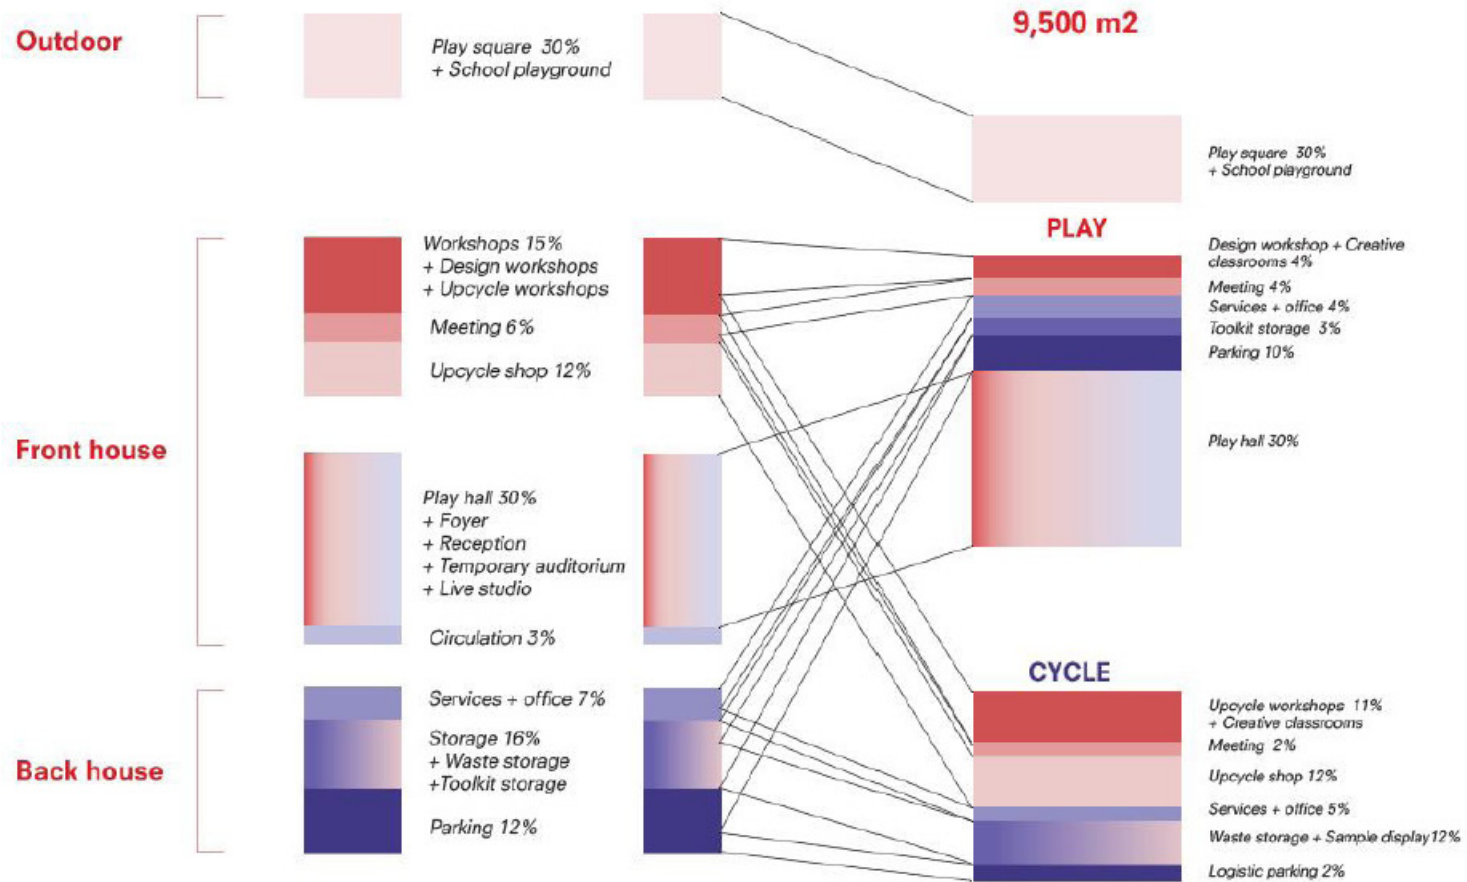 Outdoor
Play square 30%
+ School playground
9,500 m2
Play square 30%
+ School playground
Front house
Workshops 15%
+ Design workshops
+ Upcycle workshops
Meeting 6%
Upcycle shop 12%
Play hall 30%
+ Foyer
+ Reception
+ Temporary auditorium
+ Live studio
Circulation 3%
PLAY
Design workshop + Creative
classrooms 4%
Meeting 4%
Services + office 4%
Toolkit storage 3%
Parking 10%
Play hall 30%
Back house
Services + office 7%
Storage 16%
+ Waste storage
+Toolkit storage
Parking 12%
CYCLE
Upcycle workshops 11%
+ Creative classrooms
Meeting 2%
Upcycle shop 12%
Services + office 5%
Waste storage + Sample display12%
Logistic parking 2%